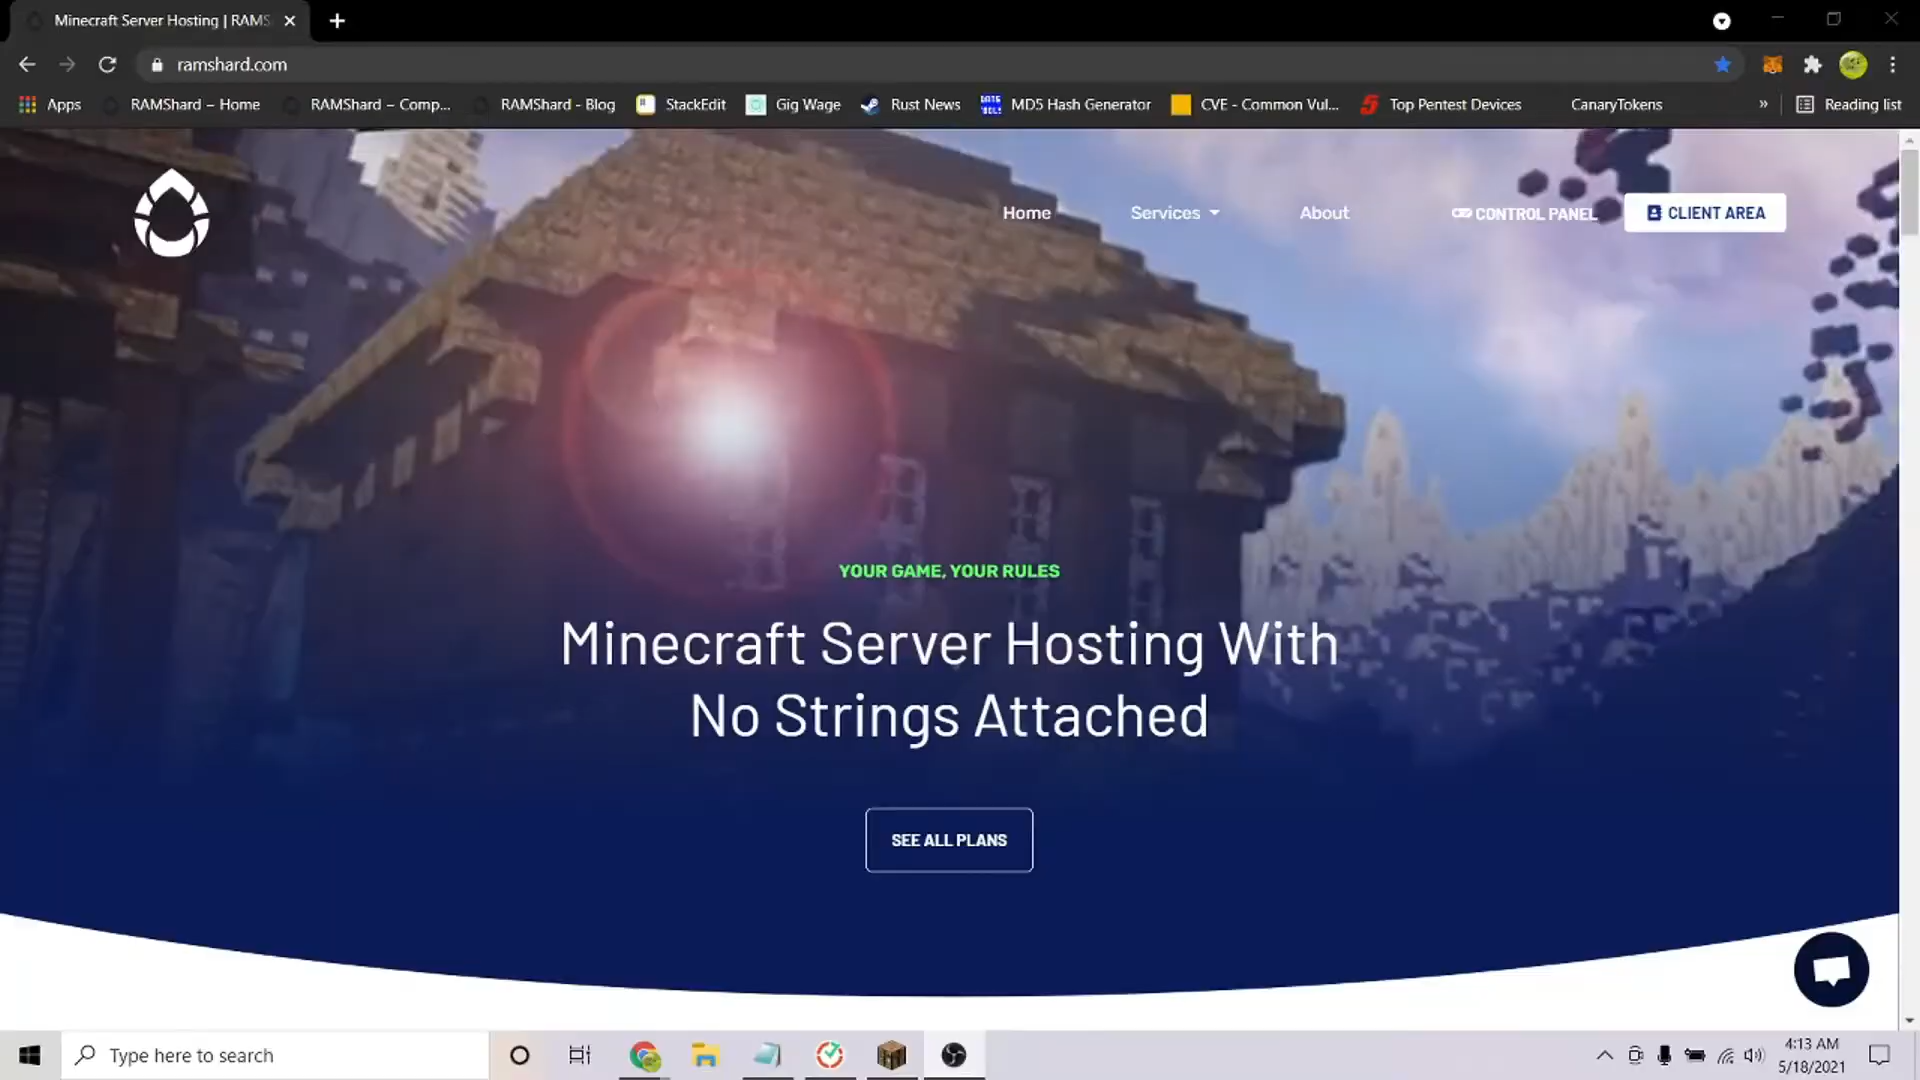 Minecraft Server Hosting | RAMS
ramshard.com
Apps
RAMShard – Home
RAMShard – Comp...
RAMShard - Blog
StackEdit
Gig Wage
Rust News
MD5 Hash Generator
CVE - Common Vul...
Top Pentest Devices
CanaryTokens
»
Reading list
Home
Services
About
CONTROL PANEL
CLIENT AREA
YOUR GAME, YOUR RULES
Minecraft Server Hosting With
No Strings Attached
SEE ALL PLANS
Type here to search
4:13 AM
5/18/2021